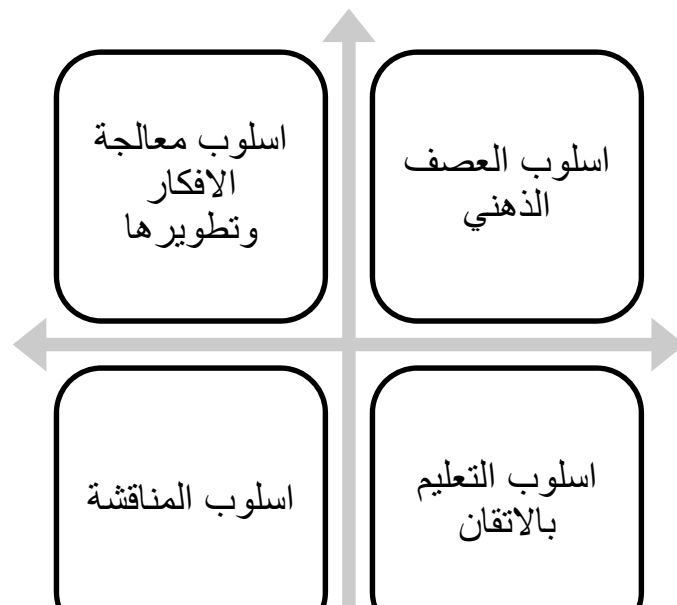 اسلوب العصف
الذهني
اسلوب معالجة
الافكار
وتطويرها
اسلوب التعليم
بالاتقان
اسلوب المناقشة